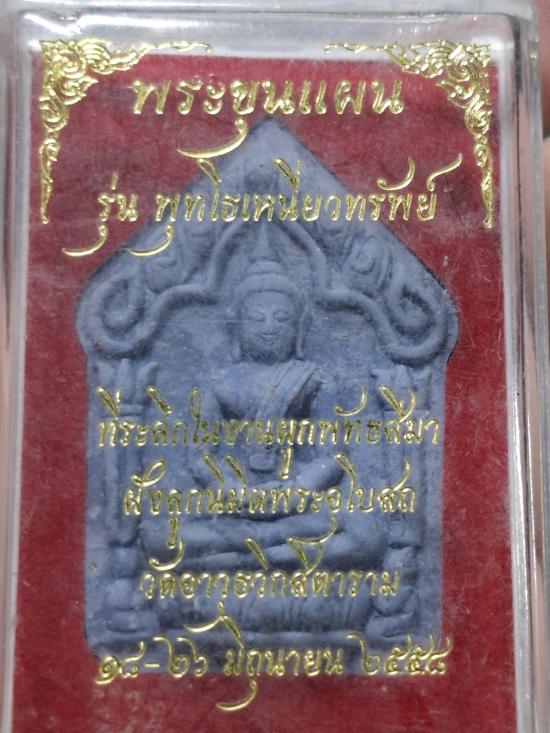 พระขุนแผน
รุ่น พุทโธเหนียวทรัพย์
ที่ระลึกในงานผูกพัทธสีมา
ฝังลูกนิมิตพระอุโบสถ
วัดอาวุธวิกสิตาราม
๑๘-๒๖ มิถุนายน ๒๕๕๘